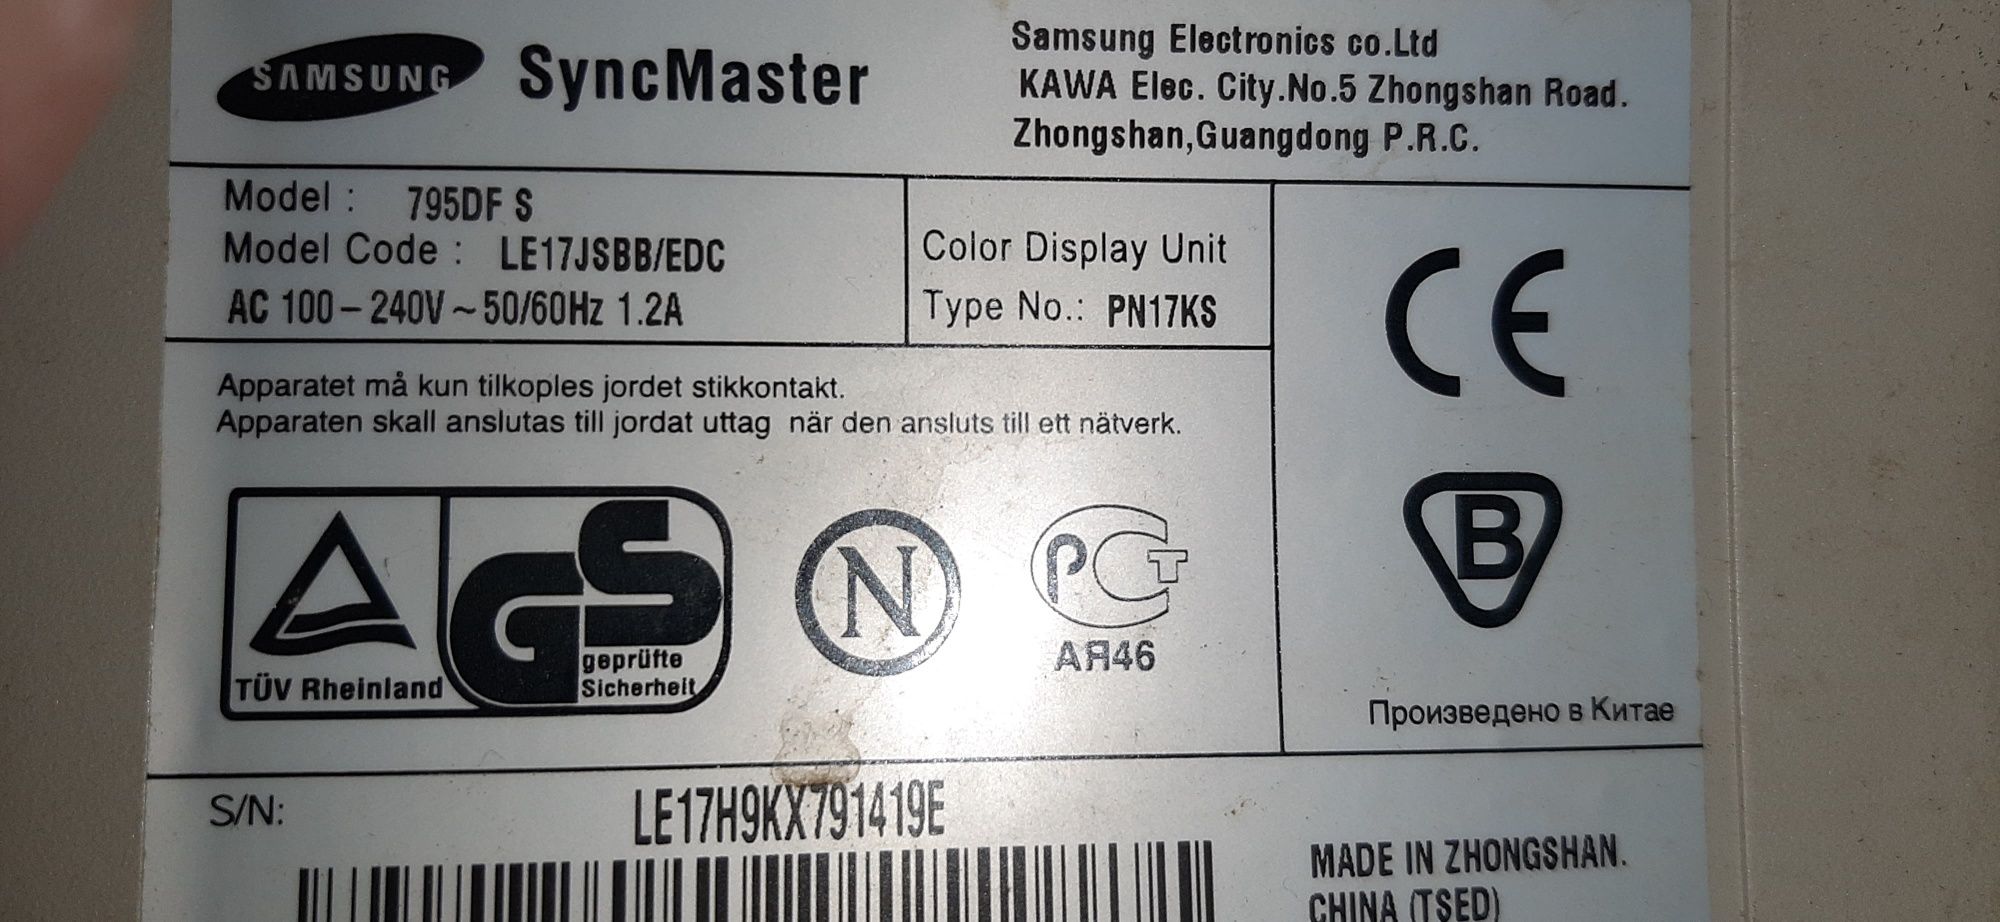 SAMSUNG SyncMaster
Samsung Electronics co.Ltd
KAWA Elec. City.No.5 Zhongshan Road.
Zhongshan,Guangdong P.R.C.
Model : 795DF S
Model Code : LE17JSBB/EDC
AC 100 – 240V ~ 50/60Hz 1.2A
Color Display Unit
Type No.: PN17KS
Apparatet må kun tilkoples jordet stikkontakt.
Apparaten skall anslutas till jordat uttag när den ansluts till ett nätverk.
CE
TÜV Rheinland
GS
geprüfte
Sicherheit
N
РСТ
АЯ46
B
Произведено в Китае
S/N:
LE17H9KX791419E
MADE IN ZHONGSHAN.
CHINA (TSED)